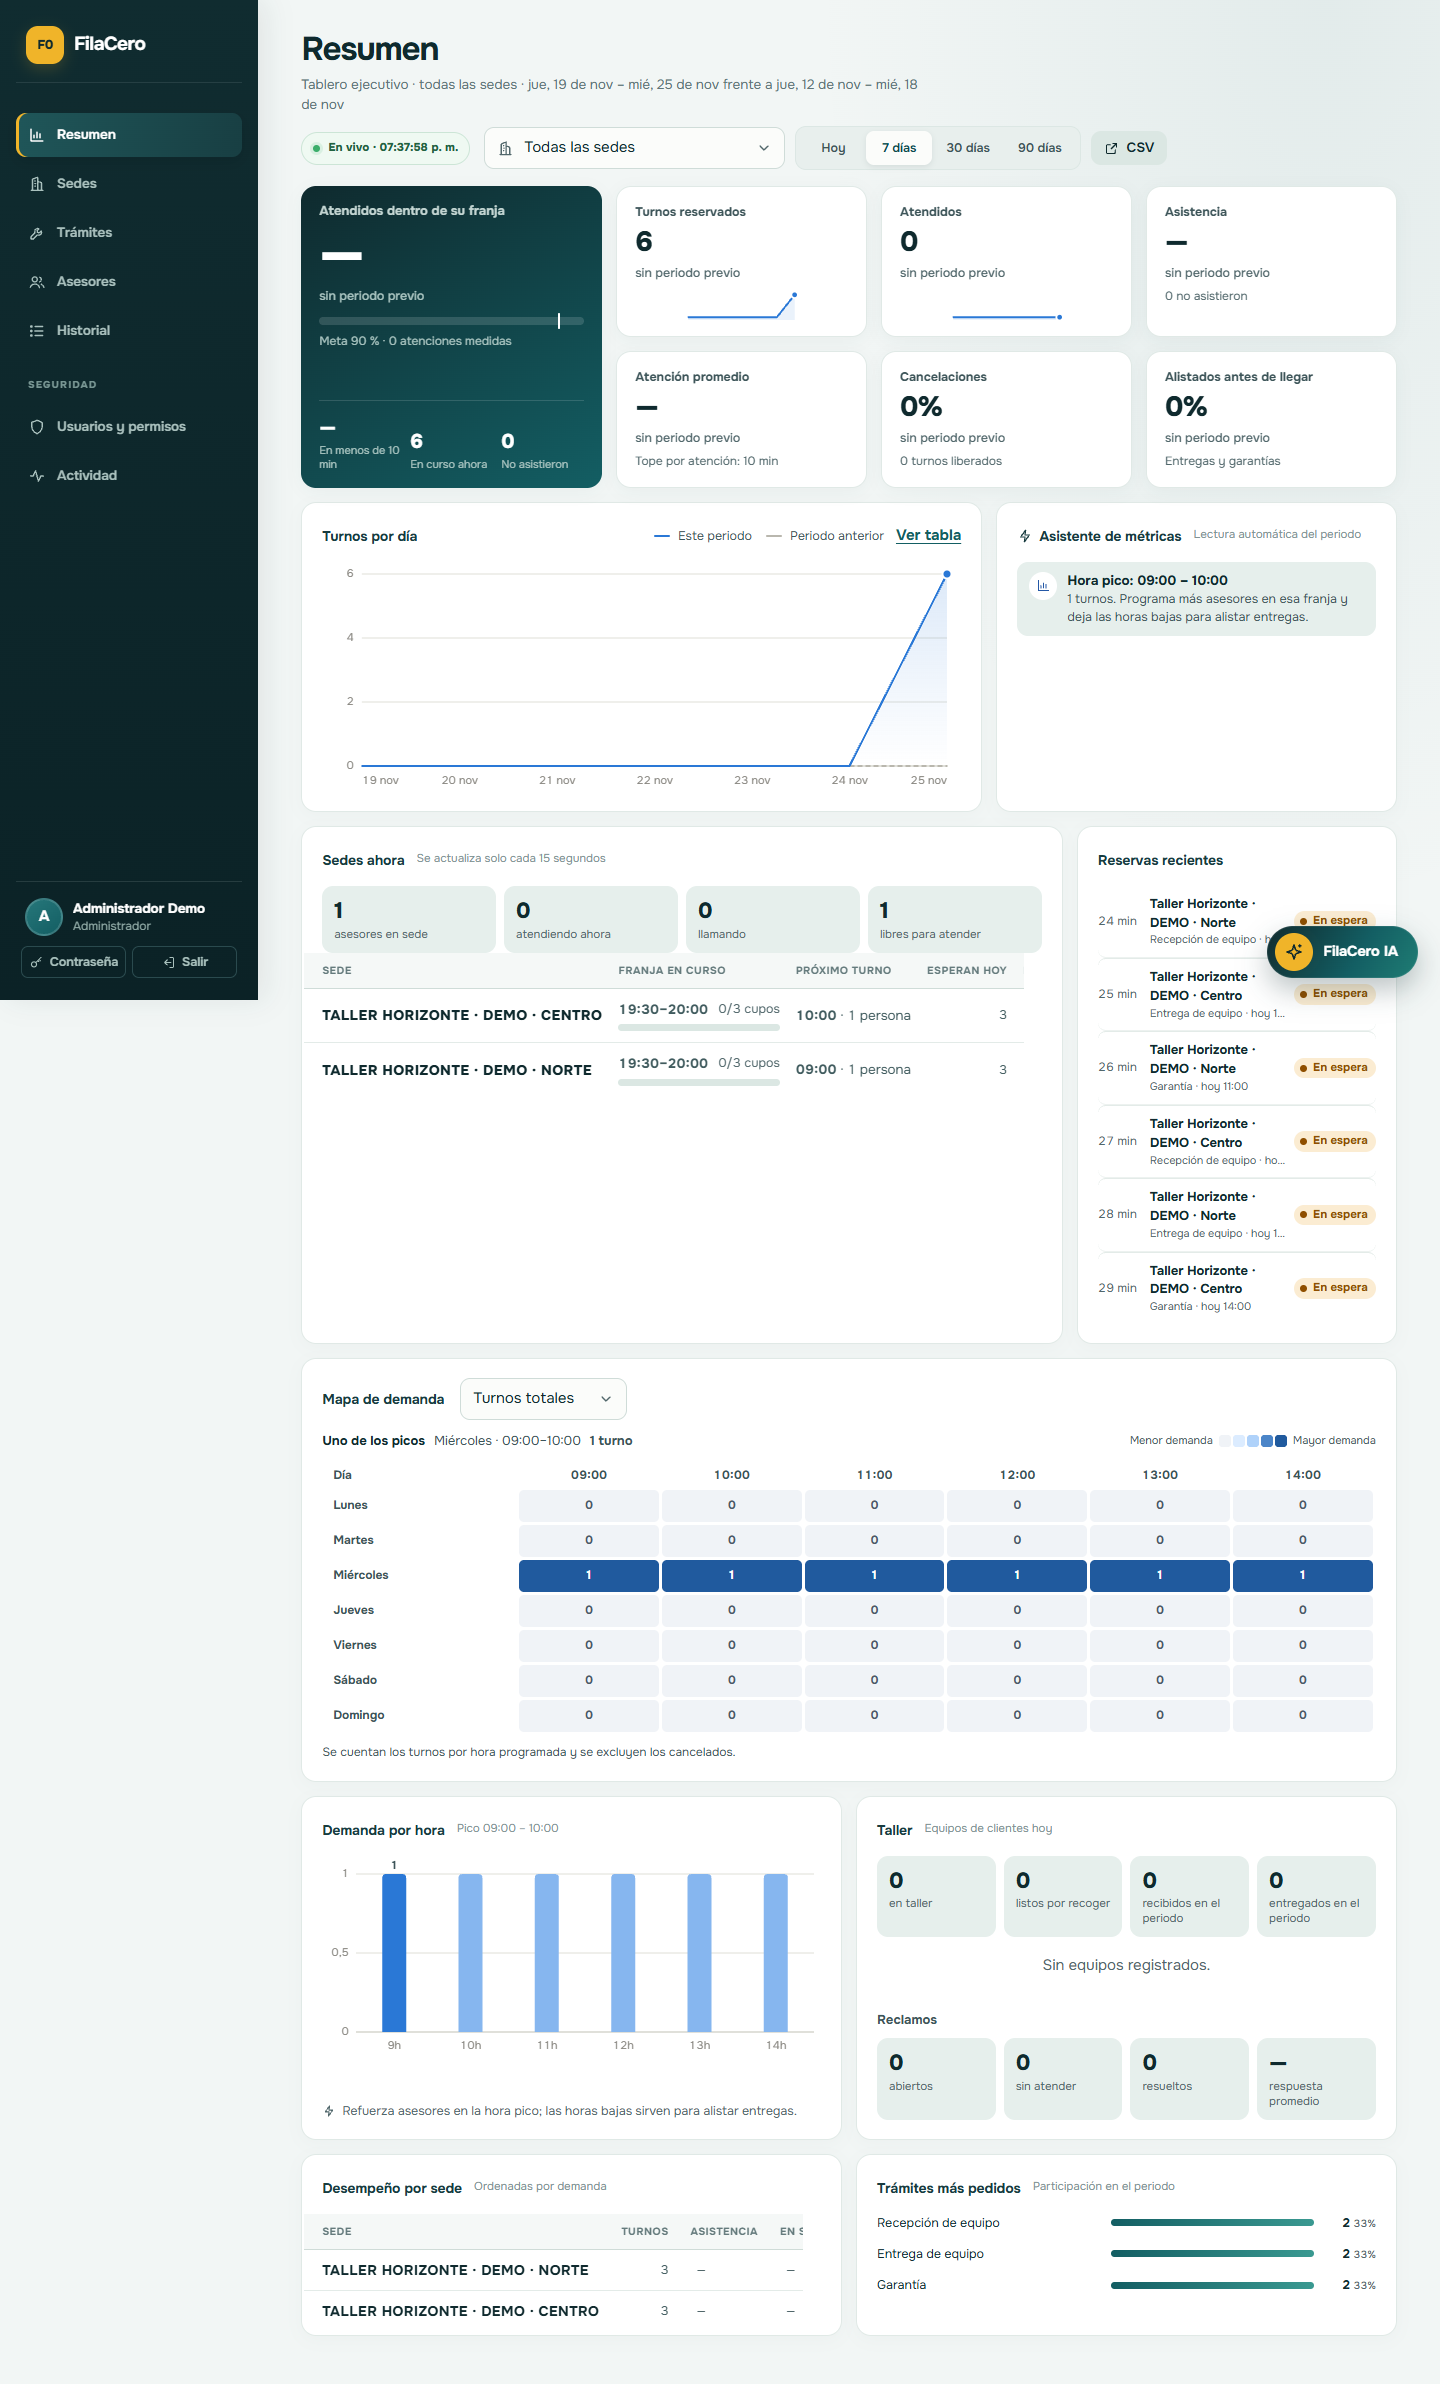 F0 FilaCero
Resumen
Sedes
Trámites
Asesores
Historial
SEGURIDAD
Usuarios y permisos
Actividad
A Administrador Demo
Administrador
Contraseña Salir
Resumen
Tablero ejecutivo · todas las sedes · jue, 19 de nov – mié, 25 de nov frente a jue, 12 de nov – mié, 18
de nov
En vivo · 07:37:58 p. m. Todas las sedes Hoy 7 días 30 días 90 días CSV
Atendidos dentro de su franja
—
sin periodo previo
Meta 90 % · 0 atenciones medidas
—
En menos de 10
min
6
En curso ahora
0
No asistieron
Turnos reservados
6
sin periodo previo
Atendidos
0
sin periodo previo
Asistencia
—
sin periodo previo
0 no asistieron
Atención promedio
—
sin periodo previo
Tope por atención: 10 min
Cancelaciones
0%
sin periodo previo
0 turnos liberados
Alistados antes de llegar
0%
sin periodo previo
Entregas y garantías
Turnos por día Este periodo Periodo anterior Ver tabla
6
4
2
0
19 nov 20 nov 21 nov 22 nov 23 nov 24 nov 25 nov
Asistente de métricas Lectura automática del periodo
Hora pico: 09:00 – 10:00
1 turnos. Programa más asesores en esa franja y
deja las horas bajas para alistar entregas.
Sedes ahora Se actualiza solo cada 15 segundos
1
asesores en sede
0
atendiendo ahora
0
llamando
1
libres para atender
SEDE FRANJA EN CURSO PRÓXIMO TURNO ESPERAN HOY
TALLER HORIZONTE · DEMO · CENTRO 19:30–20:00 0/3 cupos 10:00 · 1 persona 3
TALLER HORIZONTE · DEMO · NORTE 19:30–20:00 0/3 cupos 09:00 · 1 persona 3
Reservas recientes
24 min Taller Horizonte ·
DEMO · Norte
Recepción de equipo · h
En espera
FilaCero IA
25 min Taller Horizonte ·
DEMO · Centro
Entrega de equipo · hoy 1...
En espera
26 min Taller Horizonte ·
DEMO · Norte
Garantía · hoy 11:00
En espera
27 min Taller Horizonte ·
DEMO · Centro
Recepción de equipo · ho...
En espera
28 min Taller Horizonte ·
DEMO · Norte
Entrega de equipo · hoy 1...
En espera
29 min Taller Horizonte ·
DEMO · Centro
Garantía · hoy 14:00
En espera
Mapa de demanda Turnos totales
Uno de los picos Miércoles · 09:00–10:00 1 turno Menor demanda Mayor demanda
Día 09:00 10:00 11:00 12:00 13:00 14:00
Lunes 0 0 0 0 0 0
Martes 0 0 0 0 0 0
Miércoles 1 1 1 1 1 1
Jueves 0 0 0 0 0 0
Viernes 0 0 0 0 0 0
Sábado 0 0 0 0 0 0
Domingo 0 0 0 0 0 0
Se cuentan los turnos por hora programada y se excluyen los cancelados.
Demanda por hora Pico 09:00 – 10:00
1
1
0,5
0
9h 10h 11h 12h 13h 14h
Refuerza asesores en la hora pico; las horas bajas sirven para alistar entregas.
Taller Equipos de clientes hoy
0
en taller
0
listos por recoger
0
recibidos en el
periodo
0
entregados en el
periodo
Sin equipos registrados.
Reclamos
0
abiertos
0
sin atender
0
resueltos
—
respuesta
promedio
Desempeño por sede Ordenadas por demanda
SEDE TURNOS ASISTENCIA EN S
TALLER HORIZONTE · DEMO · NORTE 3 — —
TALLER HORIZONTE · DEMO · CENTRO 3 — —
Trámites más pedidos Participación en el periodo
Recepción de equipo 2 33%
Entrega de equipo 2 33%
Garantía 2 33%